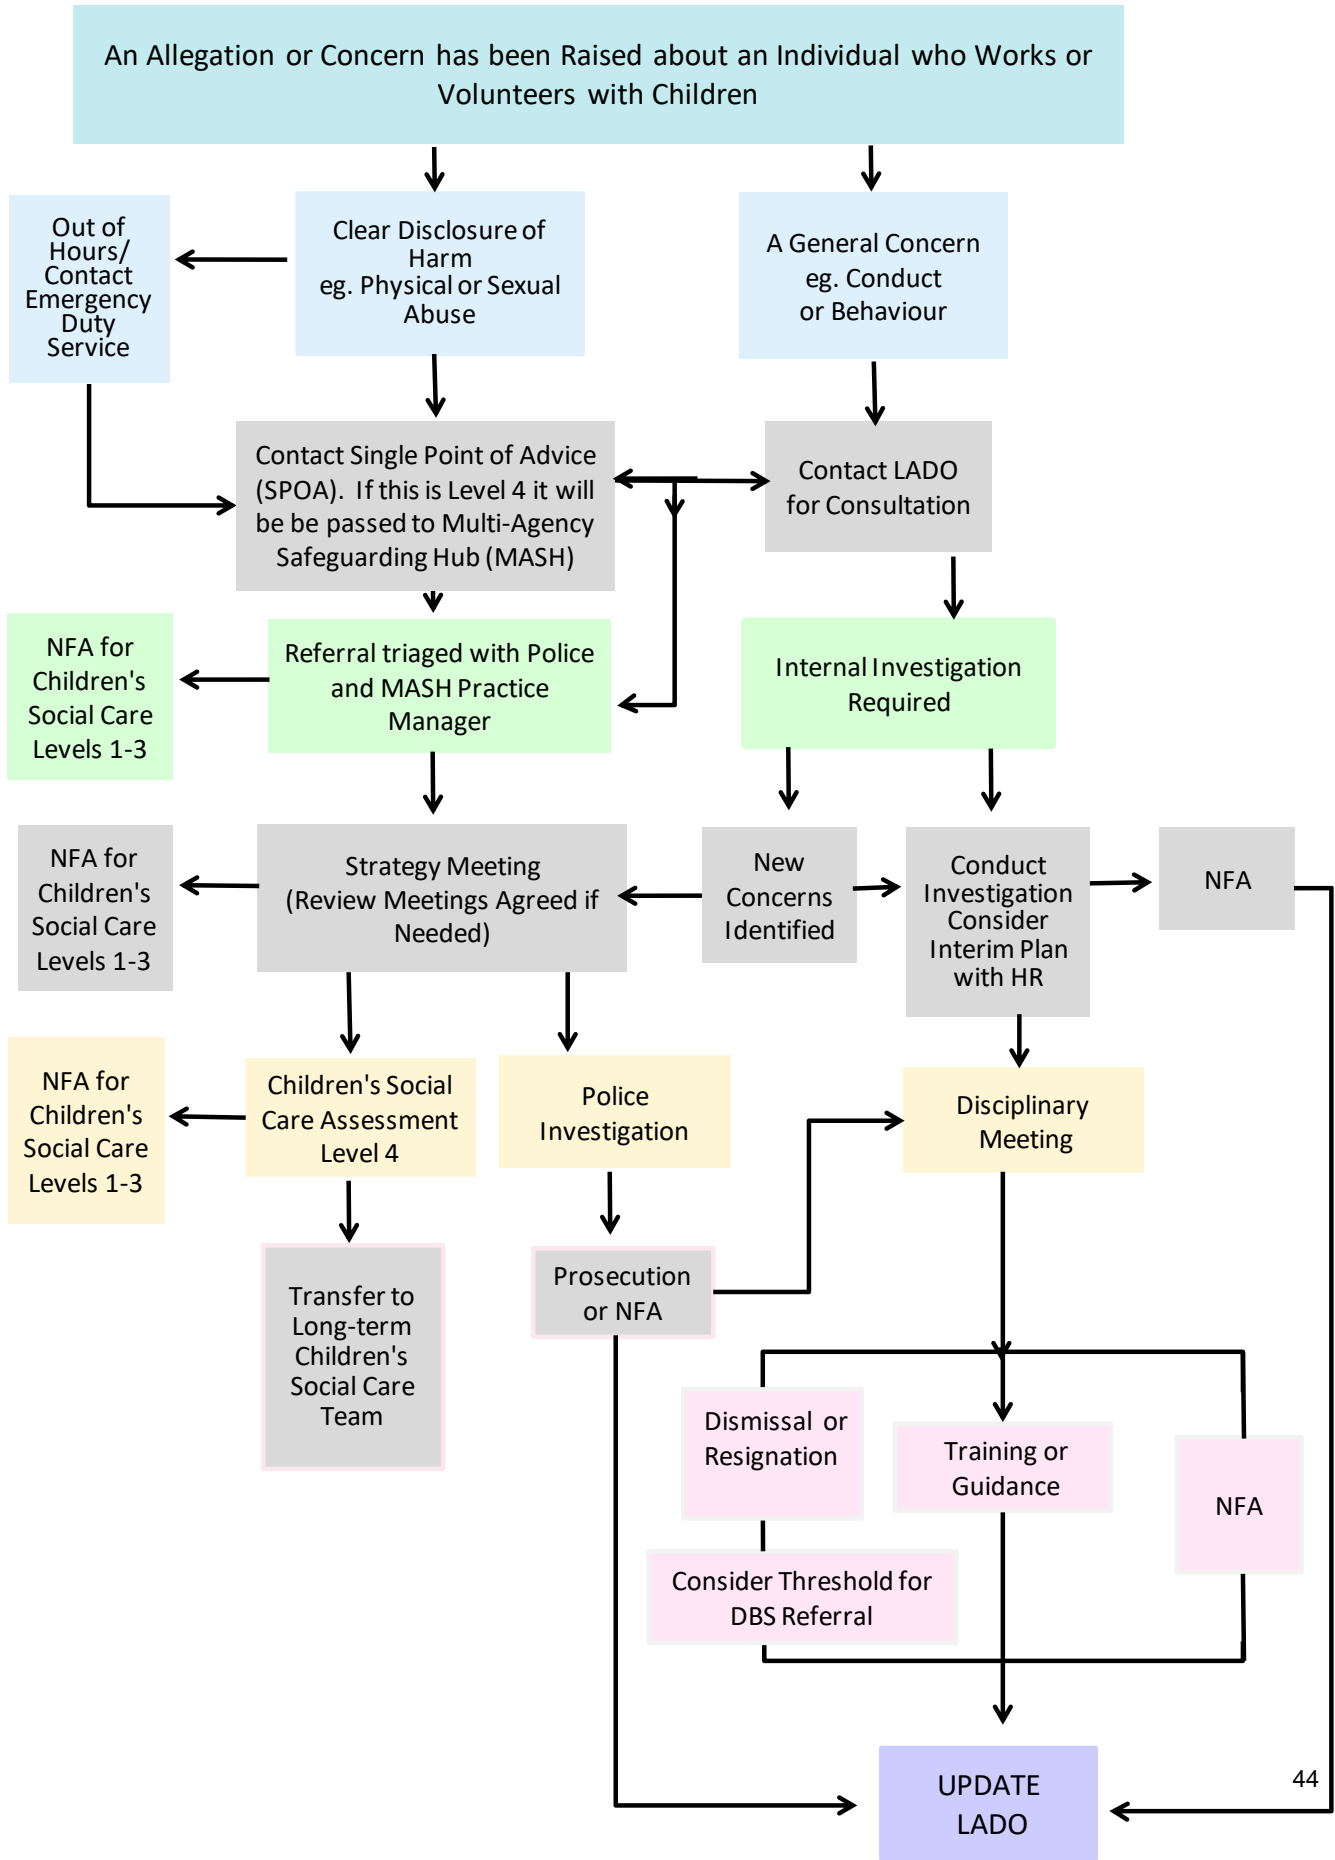 An Allegation or Concern has been Raised about an Individual who Works or
Volunteers with Children
Out of
Hours/
Contact
Emergency
Duty
Service
Clear Disclosure of
Harm
eg. Physical or Sexual
Abuse
A General Concern
eg. Conduct
or Behaviour
Contact Single Point of Advice
(SPOA). If this is Level 4 it will
be be passed to Multi-Agency
Safeguarding Hub (MASH)
Contact LADO
for Consultation
NFA for
Children's
Social Care
Levels 1-3
Referral triaged with Police
and MASH Practice
Manager
Internal Investigation
Required
NFA for
Children's
Social Care
Levels 1-3
Strategy Meeting
(Review Meetings Agreed if
Needed)
New
Concerns
Identified
Conduct
Investigation
Consider
Interim Plan
with HR
NFA
NFA for
Children's
Social Care
Levels 1-3
Children's Social
Care Assessment
Level 4
Police
Investigation
Disciplinary
Meeting
Transfer to
Long-term
Children's
Social Care
Team
Prosecution
or NFA
Dismissal or
Resignation
Training or
Guidance
NFA
Consider Threshold for
DBS Referral
UPDATE
LADO
44